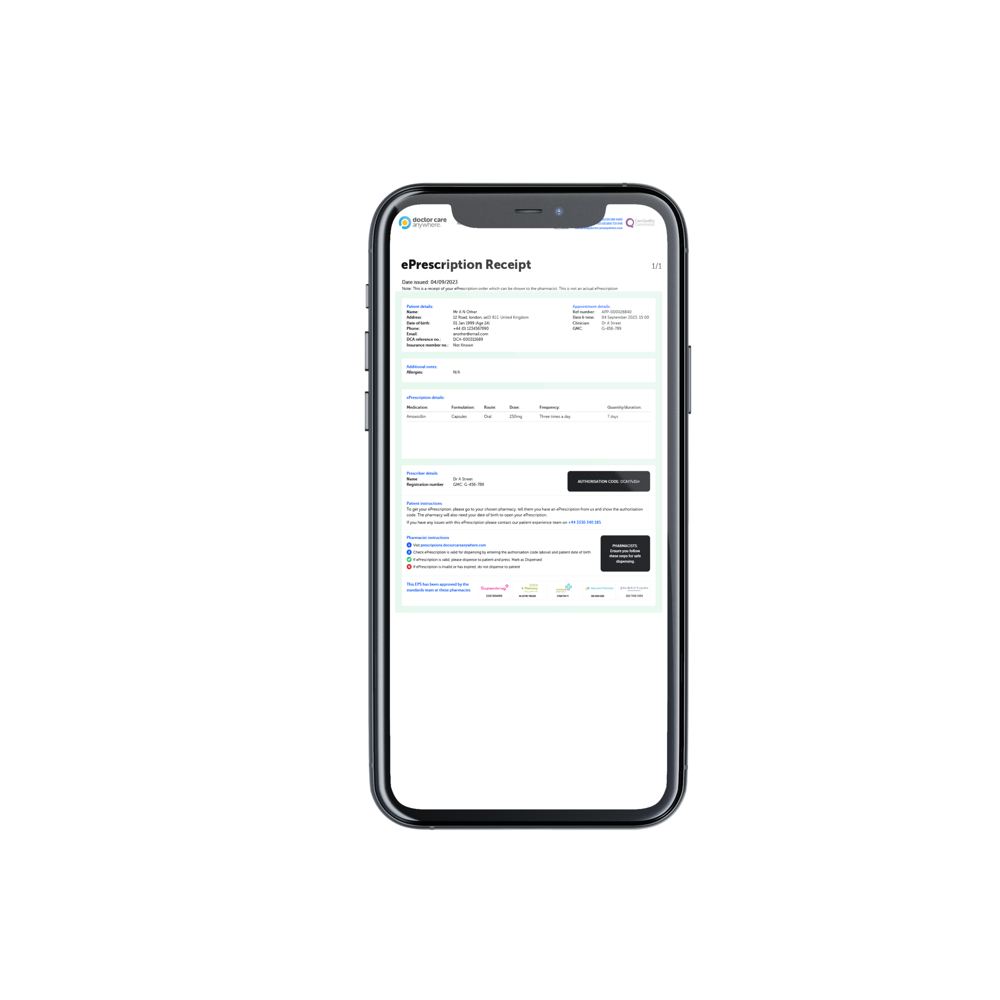 doctor care
anywhere.
CareQuality
Commission
contactus@doctorcareanywhere.com
ePrescription Receipt
1/1
Date issued: 04/09/2023
Note: This is a receipt of your ePrescription order which can be shown to the pharmacist. This is not an actual ePrescription
Patient details:
Name: Mr A N Other
Address: 12 Road, london, se15 8JJ, United Kingdom
Date of birth: 01 Jan 1999 (Age 24)
Phone: +44 (0) 1234567890
Email: another@email.com
DCA reference no.: DCA-000311689
Insurance member no.: Not Known
Appointment details:
Ref number: APP-000026840
Date & time: 04 September 2023, 15:00
Clinician: Dr A Street
GMC: G-456-789
Additional notes:
Allergies: N/A
ePrescription details:
Medication: Formulation: Route: Dose: Frequency: Quantity/duration:
Amoxicillin Capsules Oral 250mg Three times a day 7 days
Prescriber details
Name Dr A Street
Registration number GMC: G-456-789
AUTHORISATION CODE: DCAY7v3Srr
Patient instructions
To get your ePrescription, please go to your chosen pharmacy, tell them you have an ePrescription from us and show the authorisation
code. The pharmacy will also need your date of birth to open your ePrescription.
If you have any issues with this ePrescription please contact our patient experience team on +44 3330 340 185
Pharmacist instructions
1 Visit prescriptions.doctorcareanywhere.com
2 Check ePrescription is valid for dispensing by entering the authorisation code (above) and patient date of birth
If ePrescription is valid, please dispense to patient and press 'Mark as Dispensed'
If ePrescription is invalid or has expired, do not dispense to patient
PHARMACISTS:
Ensure you follow
these steps for safe
dispensing.
This EPS has been approved by the
standards team at these pharmacies:
Superdrug
TESCO
Pharmacy
rowlands
pharmacy
Day Lewis Pharmacy
John Bell & Croyden
020 7935 5555